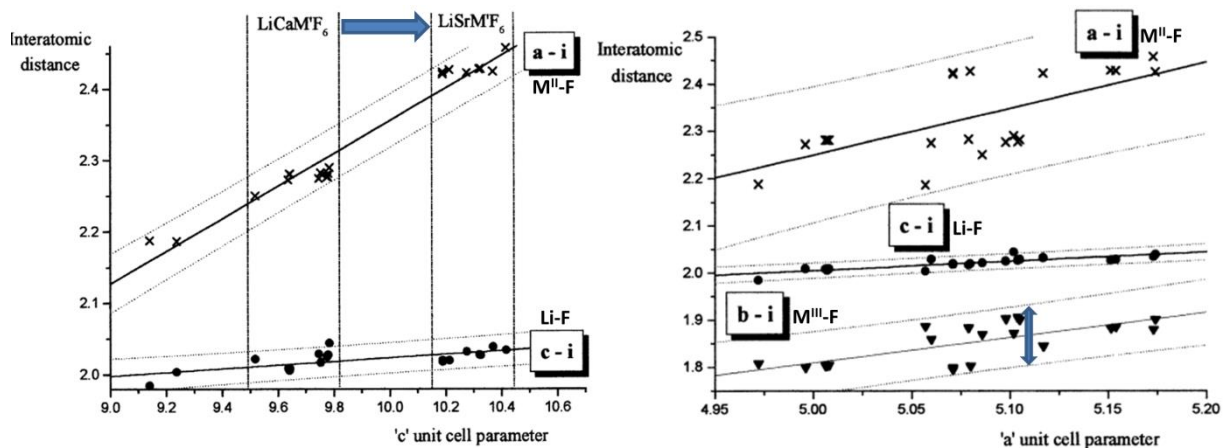 LiCaM'F6
LiSrM'F6
Interatomic
distance
a - i
MII-F
Li-F
c - i
2.4
2.3
2.2
2.1
2.0
9.0 9.2 9.4 9.6 9.8 10.0 10.2 10.4 10.6
'c' unit cell parameter
Interatomic
distance
a - i MII-F
c - i Li-F
b - i MIII-F
2.5
2.4
2.3
2.2
2.1
2.0
1.9
1.8
4.95 5.00 5.05 5.10 5.15 5.20
'a' unit cell parameter